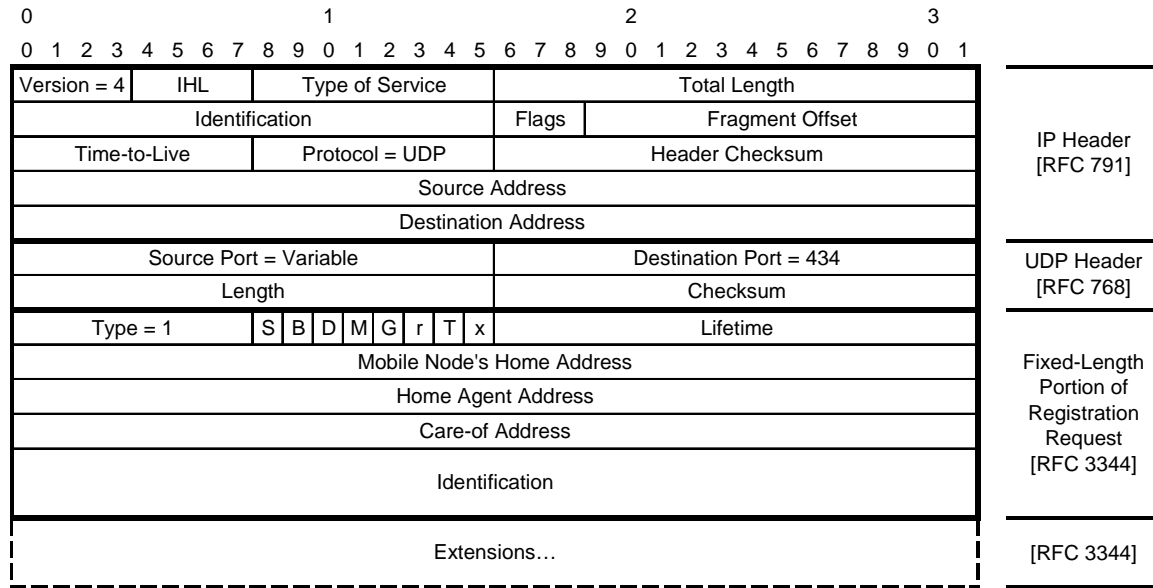 0 1 2 3
0 1 2 3 4 5 6 7 8 9 0 1 2 3 4 5 6 7 8 9 0 1 2 3 4 5 6 7 8 9 0 1
Version = 4 IHL Type of Service Total Length
Identification Flags Fragment Offset
Time-to-Live Protocol = UDP Header Checksum
Source Address
Destination Address
IP Header
[RFC 791]
Source Port = Variable Destination Port = 434
Length Checksum
UDP Header
[RFC 768]
Type = 1 S B D M G r T x Lifetime
Mobile Node's Home Address
Home Agent Address
Care-of Address
Identification
Fixed-Length
Portion of
Registration
Request
[RFC 3344]
Extensions…
[RFC 3344]